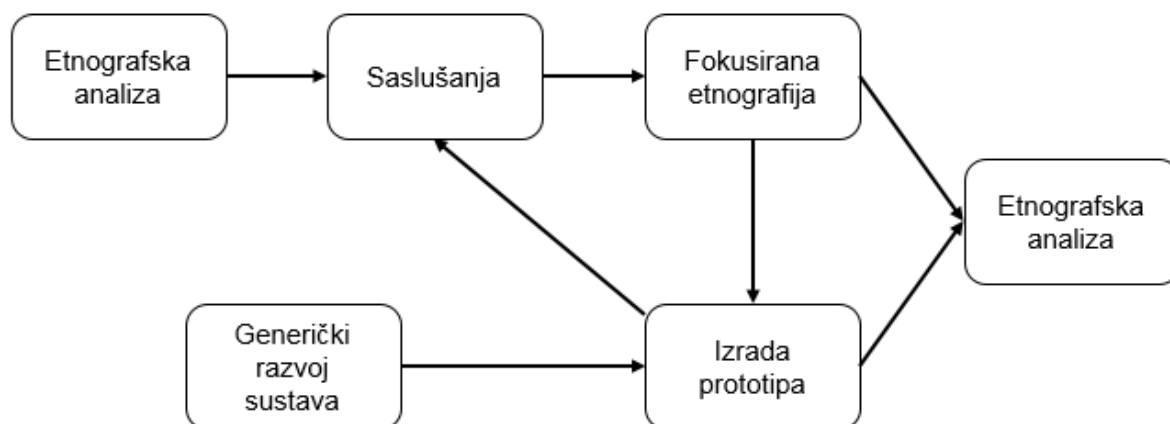 Etnografska
analiza
Saslušanja
Fokusirana
etnografija
Etnografska
analiza
Generički
razvoj
sustava
Izrada
prototipa